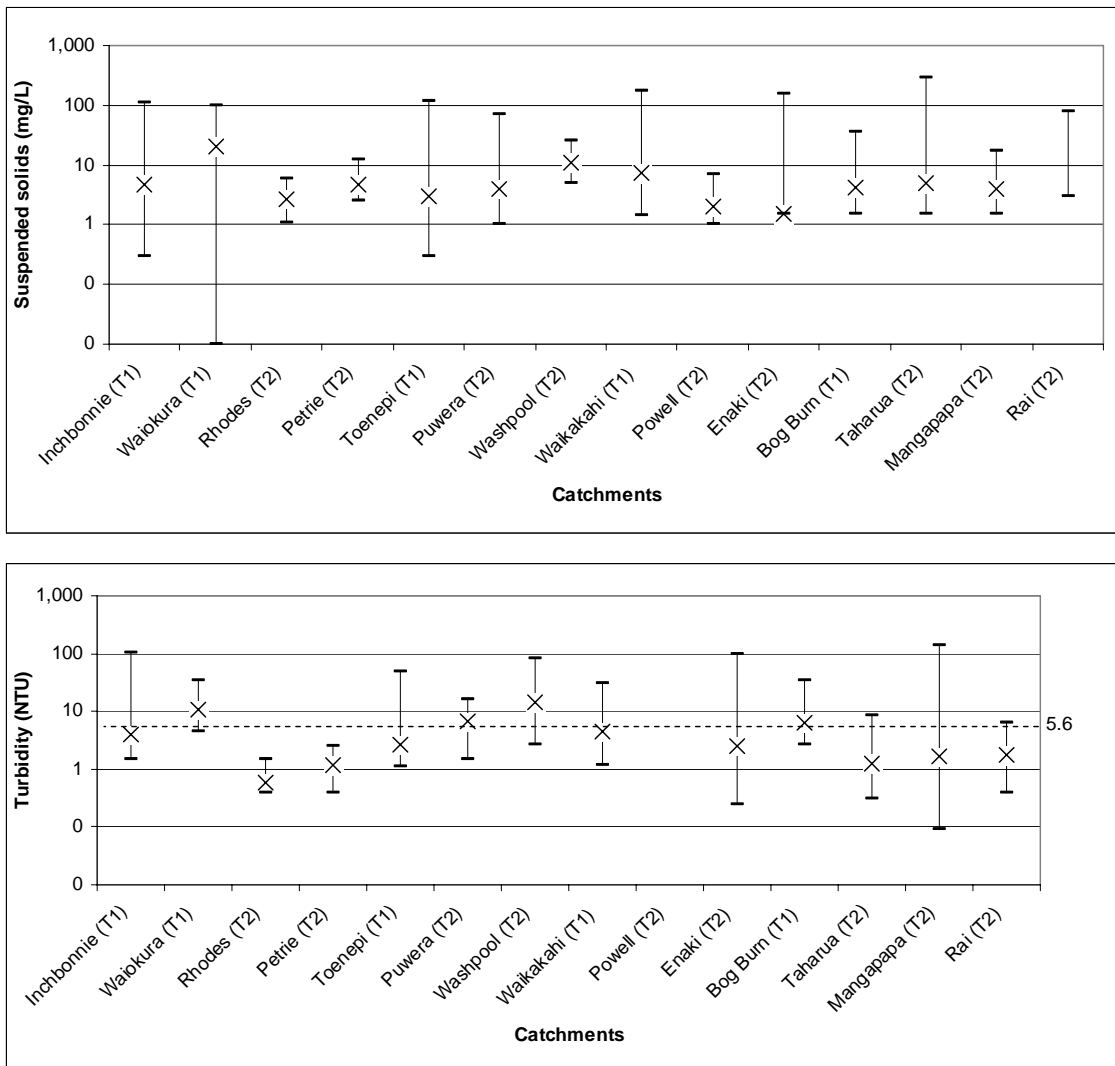 1,000
100
10
1
0
0
Suspended solids (mg/L)
Inchbonnie (T1)
Waiokura (T1)
Rhodes (T2)
Petrie (T2)
Toenepi (T1)
Puwera (T2)
Washpool (T2)
Waikakahi (T1)
Powell (T2)
Enaki (T2)
Bog Burn (T1)
Taharua (T2)
Mangapapa (T2)
Rai (T2)
Catchments
1,000
100
10
1
0
0
Turbidity (NTU)
5.6
Inchbonnie (T1)
Waiokura (T1)
Rhodes (T2)
Petrie (T2)
Toenepi (T1)
Puwera (T2)
Washpool (T2)
Waikakahi (T1)
Powell (T2)
Enaki (T2)
Bog Burn (T1)
Taharua (T2)
Mangapapa (T2)
Rai (T2)
Catchments